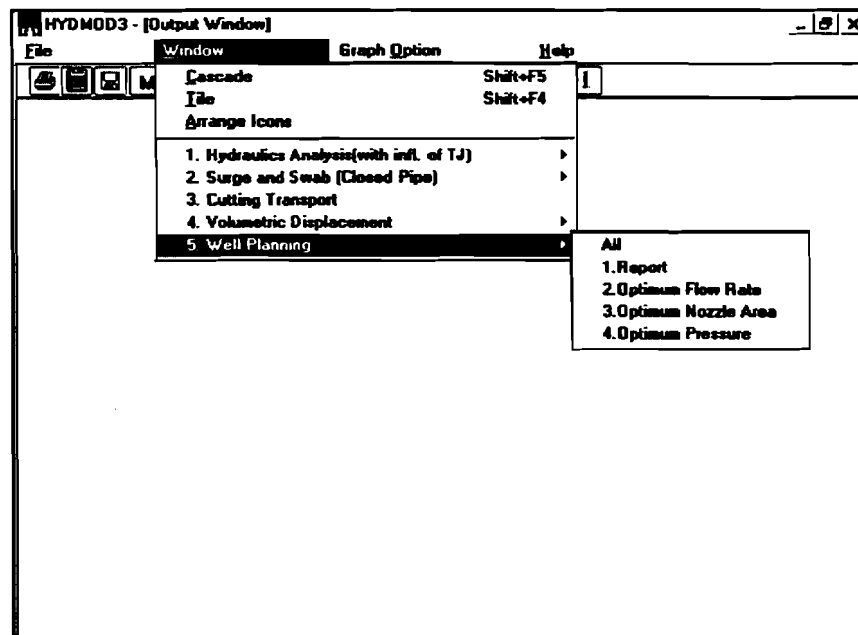 HYDMOD3 - [Output Window]
File Window Graph Option Help
Cascade Shift+F5
Tile Shift+F4
Arrange Icons
1. Hydraulics Analysis(with infl. of TJ)
2. Surge and Swab (Closed Pipe)
3. Cutting Transport
4. Volumetric Displacement
5. Well Planning
All
1.Report
2.Optimum Flow Rate
3.Optimum Nozzle Area
4.Optimum Pressure